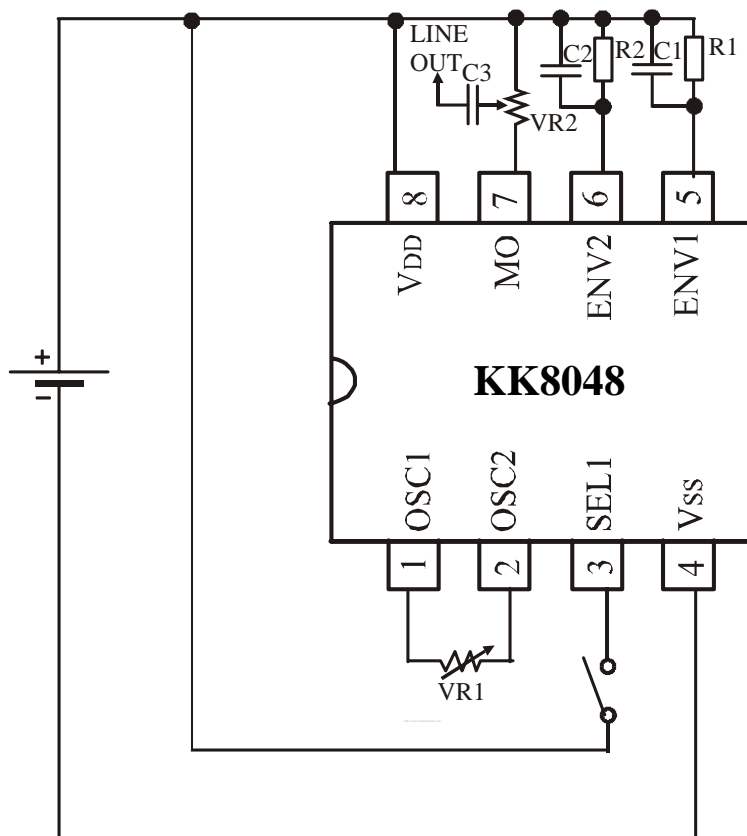 LINE
OUT
C3
VR2
C2
R2
C1
R1
8
7
6
5
VDD
MO
ENV2
ENV1
+
−
KK8048
OSC1
OSC2
SEL1
VSS
1
2
3
4
VR1